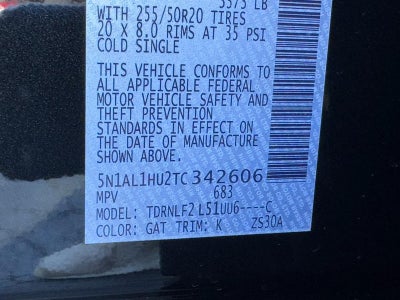 3373 LB
WITH 255/50R20 TIRES
20 X 8.0 RIMS AT 35 PSI
COLD SINGLE
THIS VEHICLE CONFORMS TO
ALL APPLICABLE FEDERAL
MOTOR VEHICLE SAFETY AND
THEFT PREVENTION
STANDARDS IN EFFECT ON
THE DATE OF MANUFACTURE
SHOWN ABOVE.
5N1AL1HU2TC342606
MPV 683
MODEL: TDRNLF2 L51UU6----C
COLOR: GAT TRIM: K ZS30A